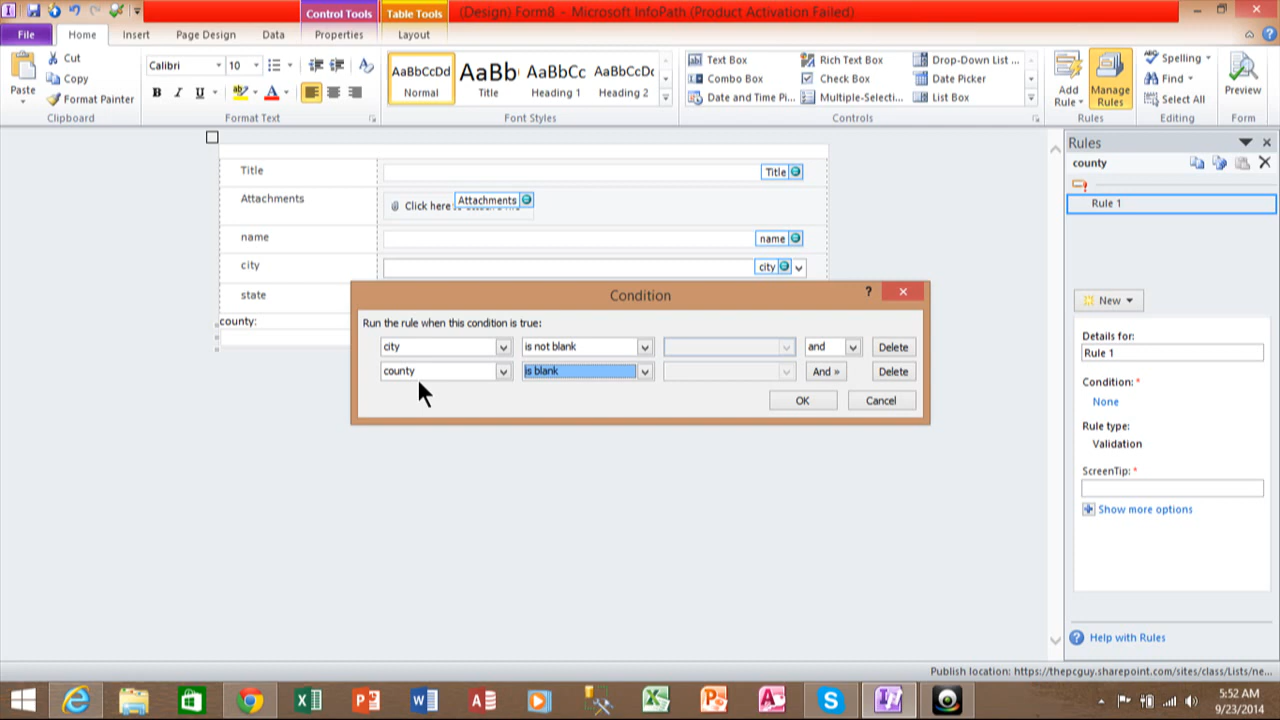 Control Tools
Table Tools
(Design) Form8 - Microsoft InfoPath (Product Activation Failed)
File
Home
Insert
Page Design
Data
Properties
Layout
Paste
Cut
Copy
Format Painter
Clipboard
Calibri
10
B I U
Format Text
AaBbCcDd
Normal
AaBb
Title
AaBbCc
Heading 1
AaBbCcDc
Heading 2
Font Styles
Text Box
Rich Text Box
Drop-Down List ...
Combo Box
Check Box
Date Picker
Date and Time Pi...
Multiple-Selecti...
List Box
Controls
Add Rule
Manage Rules
Rules
Spelling
Find
Select All
Editing
Preview
Form
Title
Title
Attachments
Click here
Attachments
name
name
city
city
state
county:
Condition
?
Run the rule when this condition is true:
city
is not blank
and
Delete
county
is blank
And »
Delete
OK
Cancel
Rules
county
Rule 1
New
Details for:
Rule 1
Condition: *
None
Rule type:
Validation
ScreenTip: *
Show more options
Help with Rules
Publish location: https://thepcguy.sharepoint.com/sites/class/Lists/ne...
5:52 AM
9/23/2014